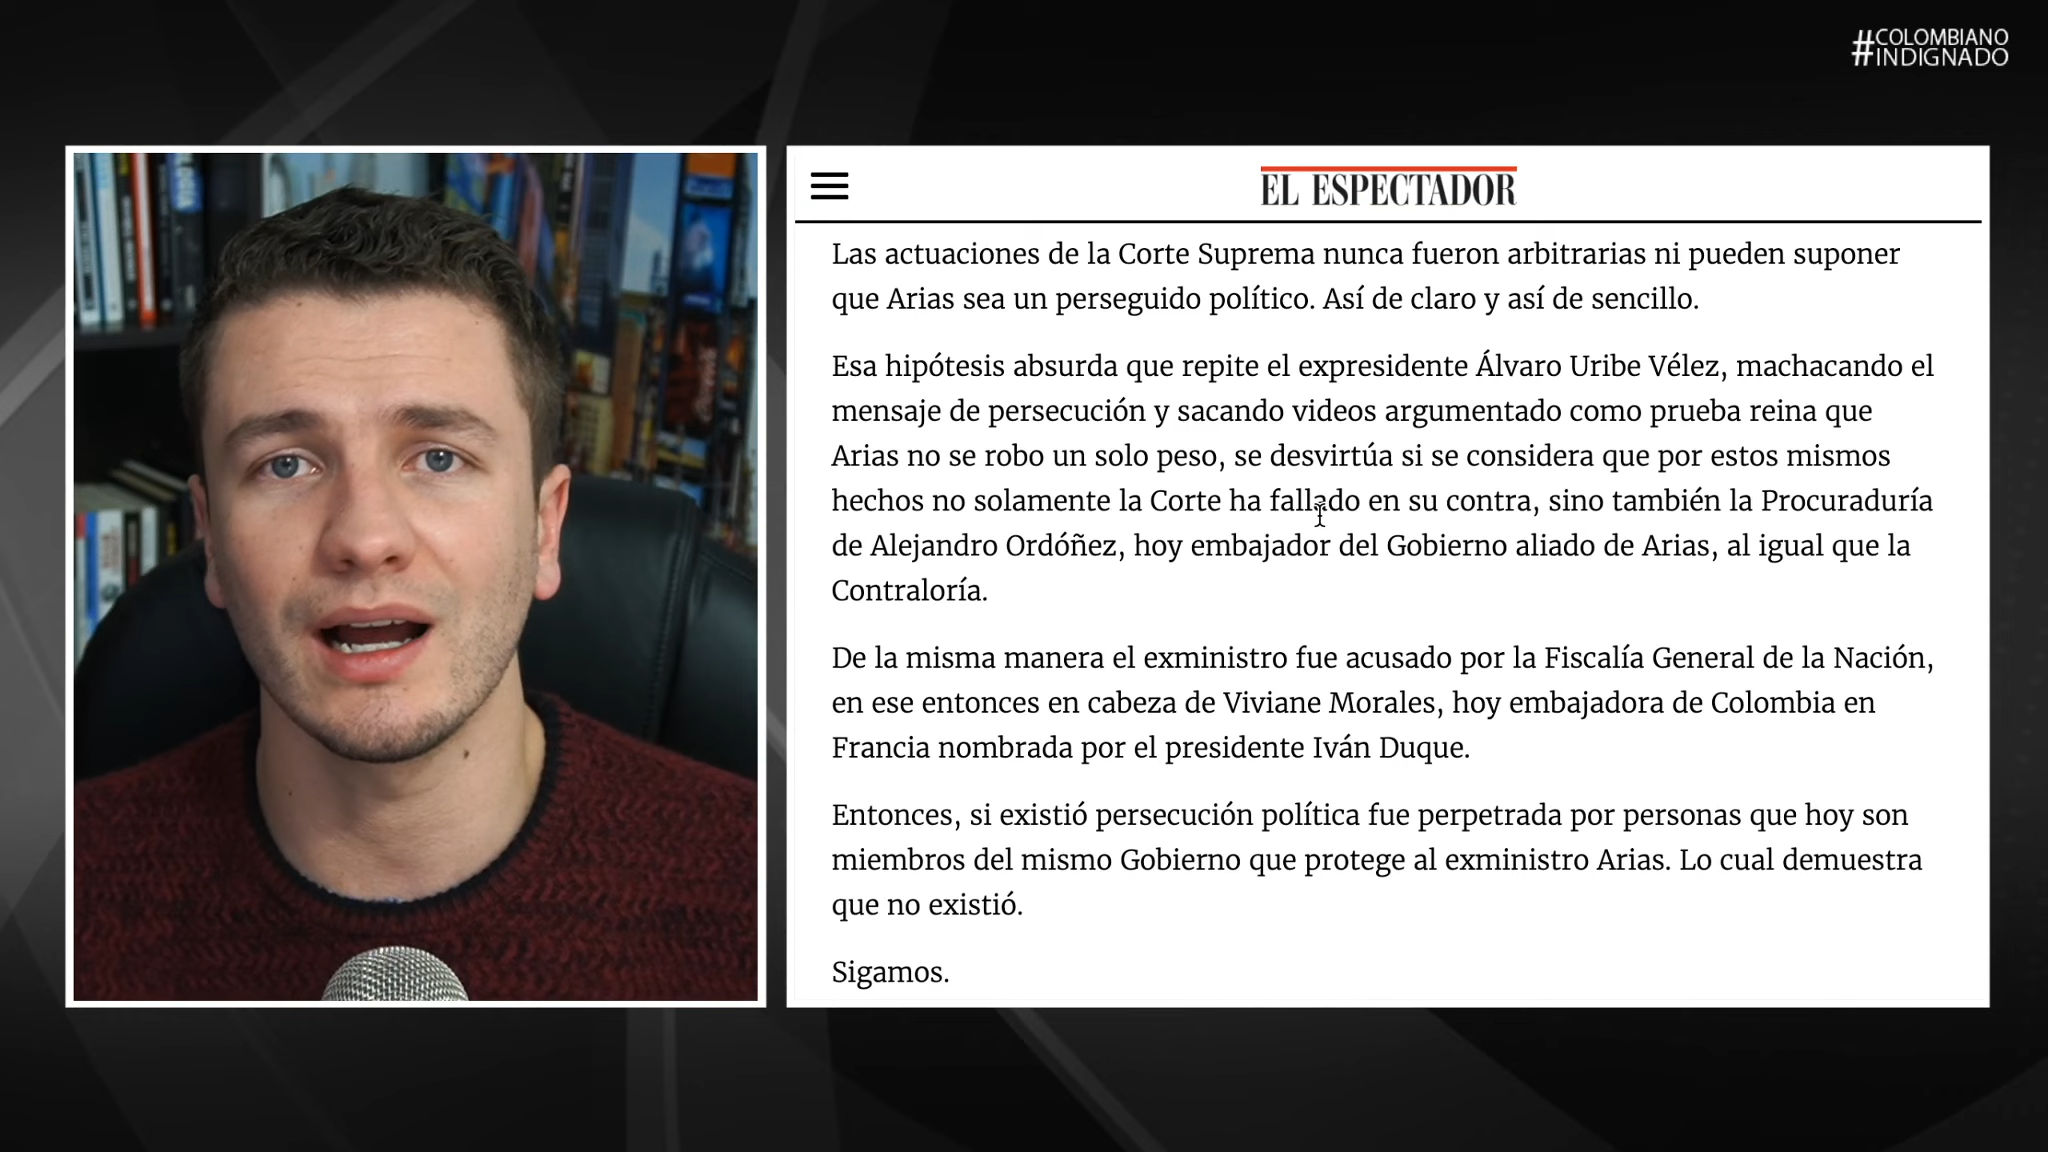 #COLOMBIANO
INDIGNADO
EL ESPECTADOR
Las actuaciones de la Corte Suprema nunca fueron arbitrarias ni pueden suponer
que Arias sea un perseguido político. Así de claro y así de sencillo.
Esa hipótesis absurda que repite el expresidente Álvaro Uribe Vélez, machacando el
mensaje de persecución y sacando videos argumentado como prueba reina que
Arias no se robo un solo peso, se desvirtúa si se considera que por estos mismos
hechos no solamente la Corte ha fallado en su contra, sino también la Procuraduría
de Alejandro Ordóñez, hoy embajador del Gobierno aliado de Arias, al igual que la
Contraloría.
De la misma manera el exministro fue acusado por la Fiscalía General de la Nación,
en ese entonces en cabeza de Viviane Morales, hoy embajadora de Colombia en
Francia nombrada por el presidente Iván Duque.
Entonces, si existió persecución política fue perpetrada por personas que hoy son
miembros del mismo Gobierno que protege al exministro Arias. Lo cual demuestra
que no existió.
Sigamos.